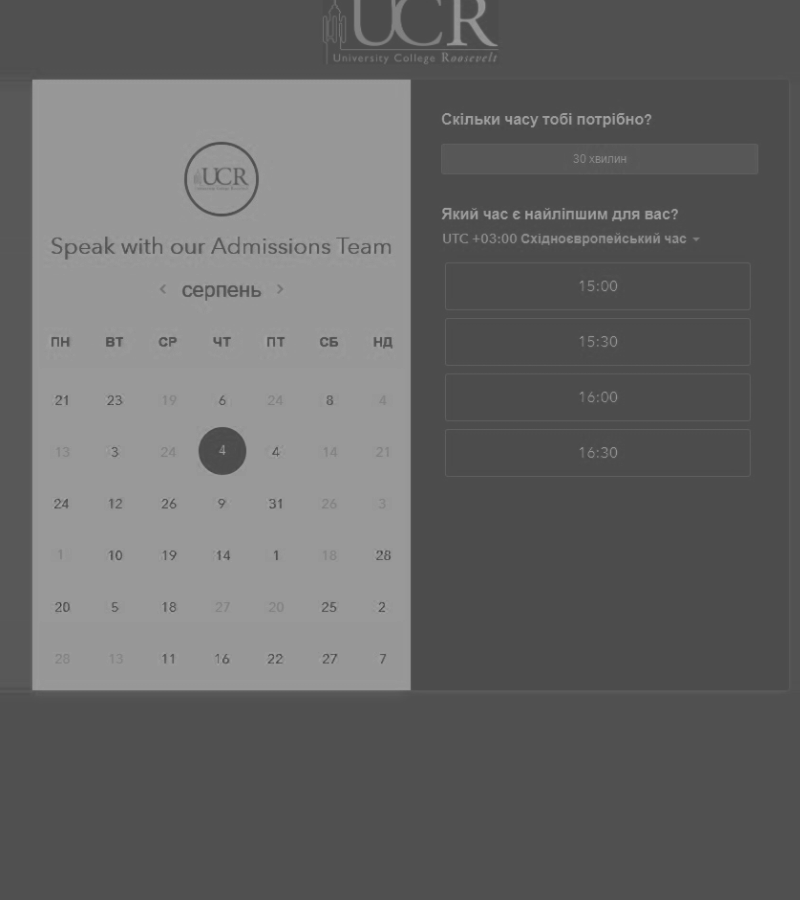 UCR
University College Roosevelt
UCR
Speak with our Admissions Team
< серпень >
ПН ВТ СР ЧТ ПТ СБ НД
21 23 19 6 24 8 4
13 3 24 4 4 14 21
24 12 26 9 31 26 3
1 10 19 14 1 18 28
20 5 18 27 20 25 2
28 13 11 16 22 27 7
Скільки часу тобі потрібно?
30 хвилин
Який час є найліпшим для вас?
UTC +03:00 Східноєвропейський час
15:00
15:30
16:00
16:30